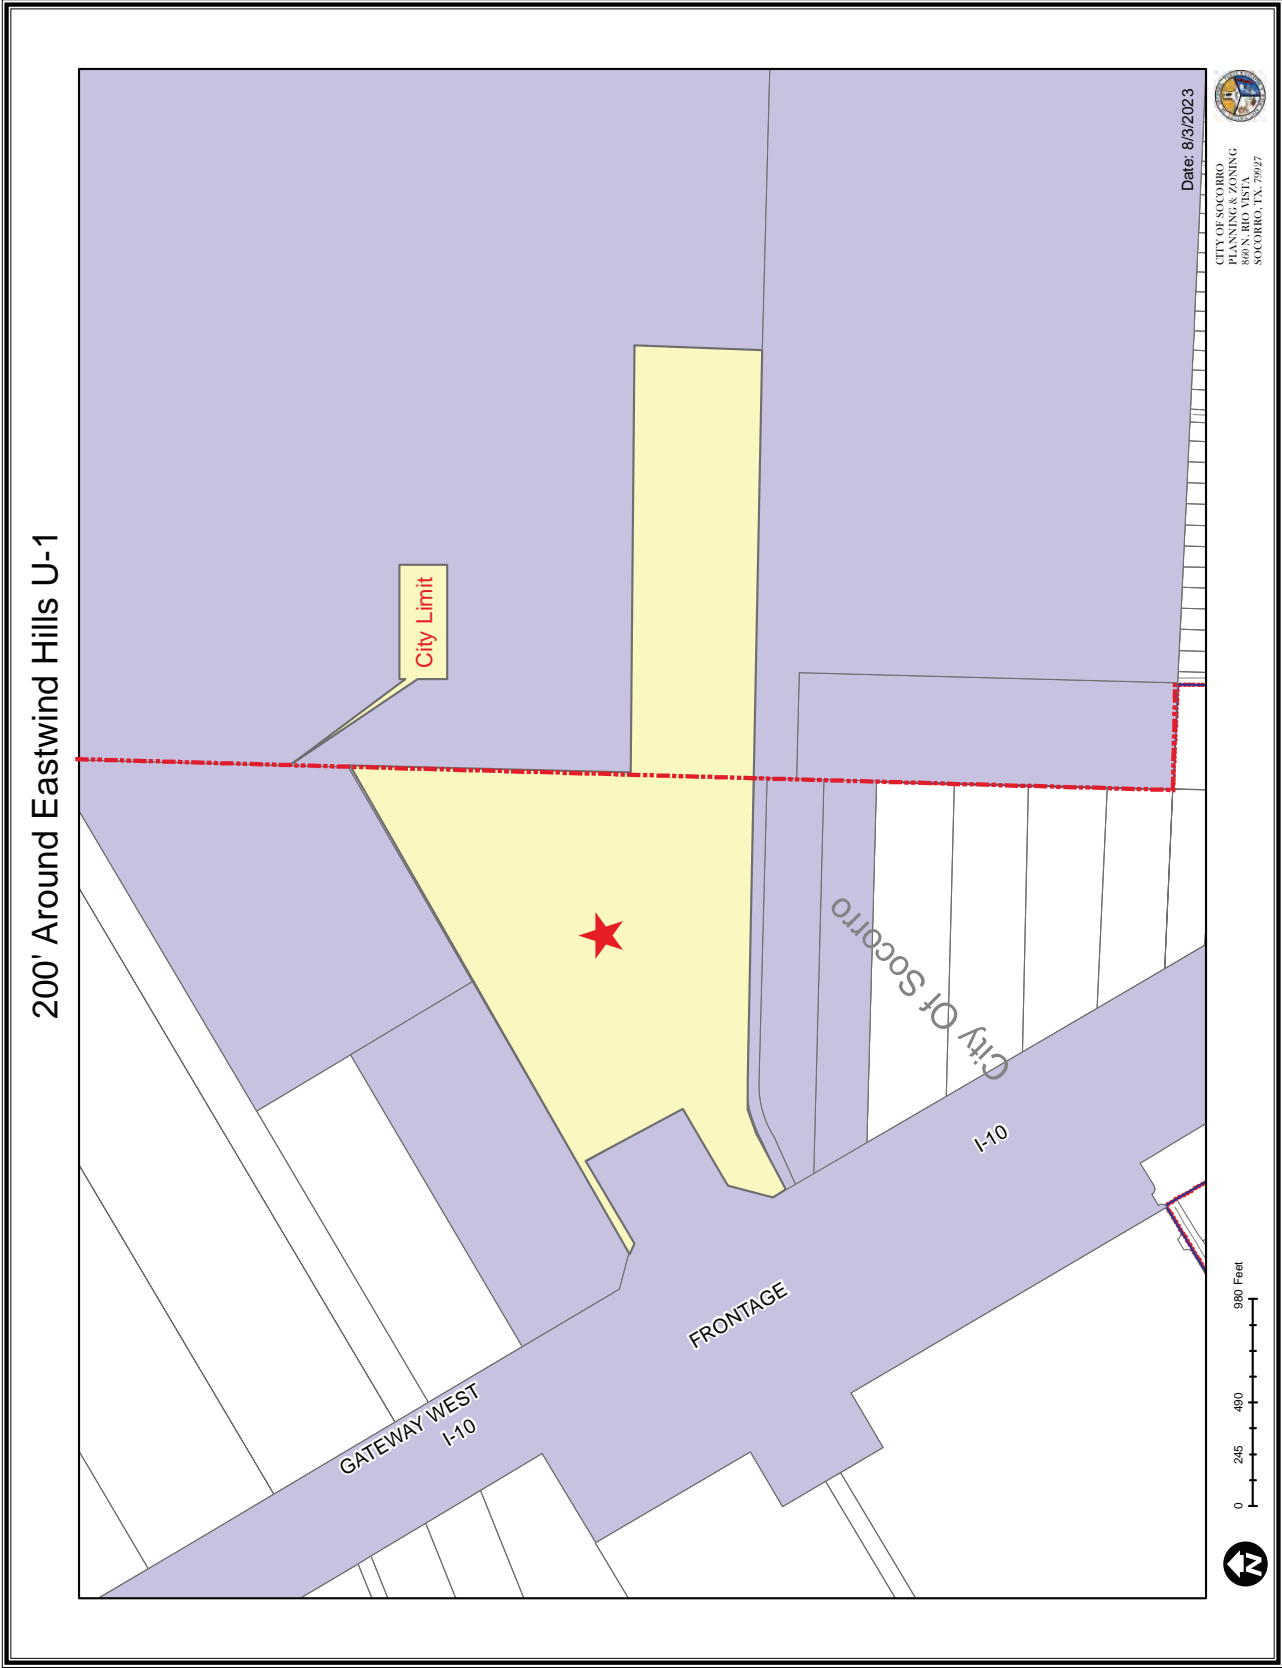 200' Around Eastwind Hills U-1
City Limit
City Of Socorro
GATEWAY WEST
I-10
FRONTAGE
I-10
Date: 8/3/2023
0 245 490 980 Feet
N
CITY OF SOCORRO
PLANNING & ZONING
860 N. RIO VISTA
SOCORRO, TX. 79927